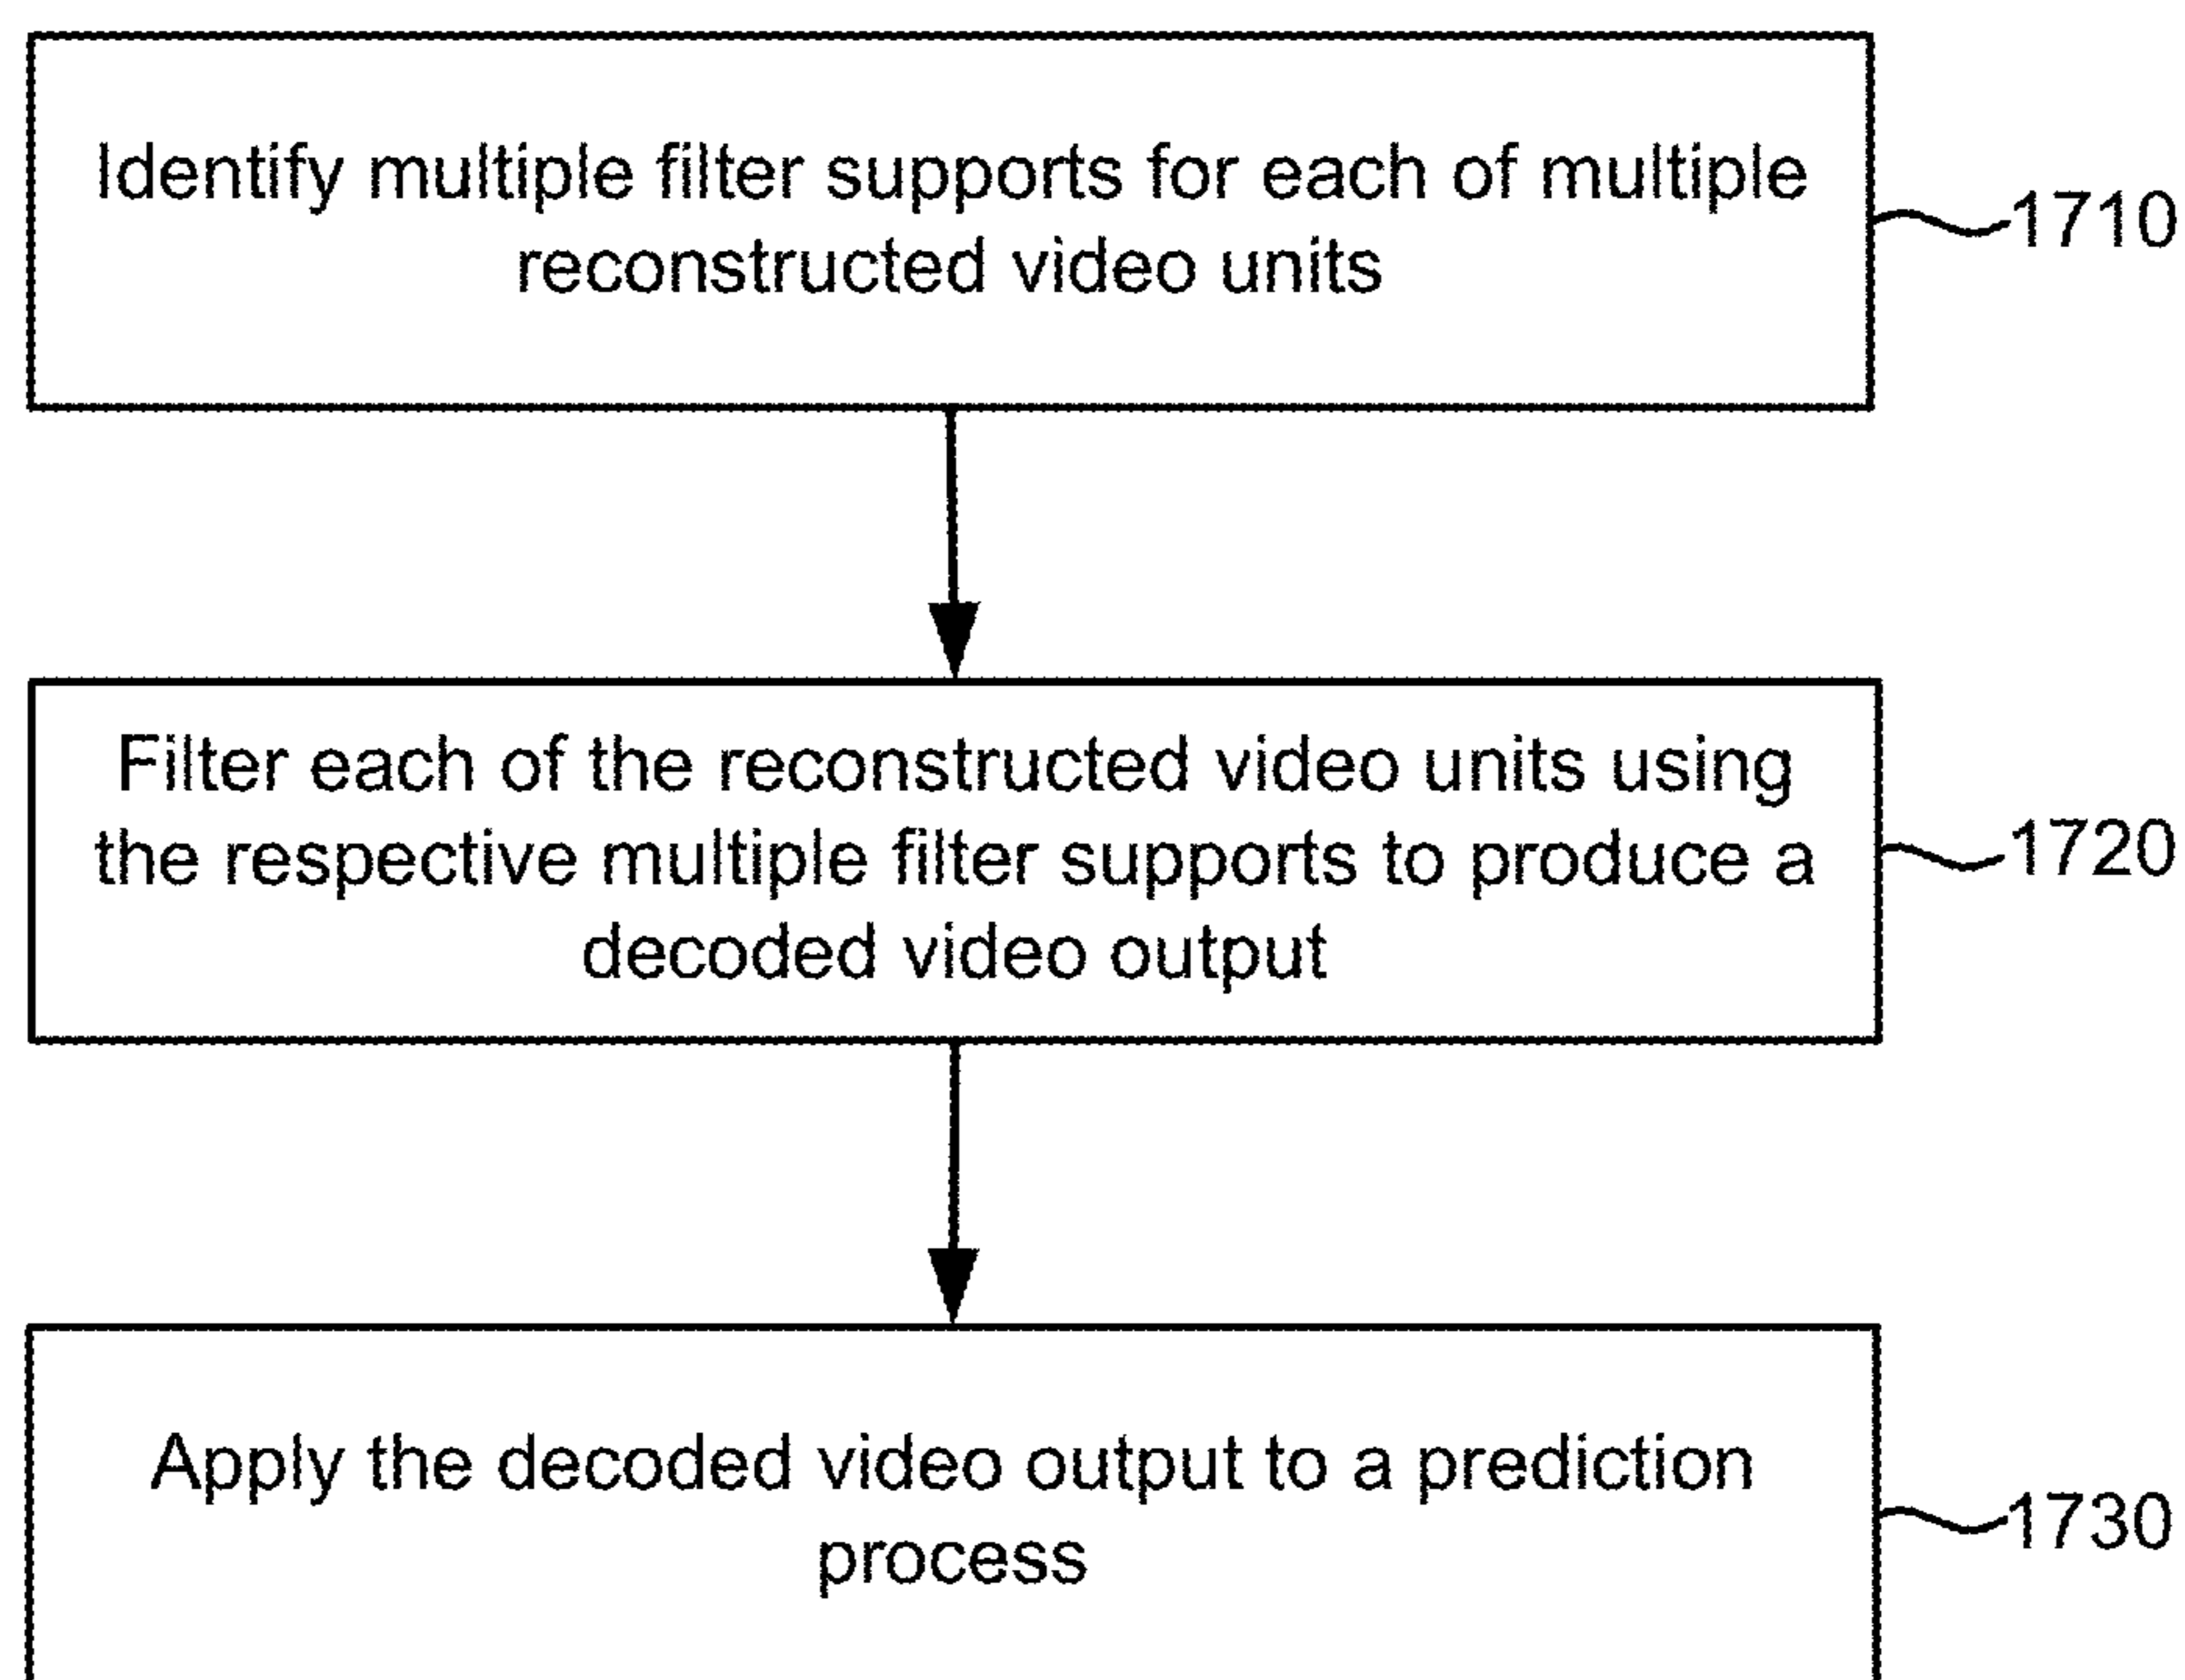 Identify multiple filter supports for each of multiple
reconstructed video units
1710
Filter each of the reconstructed video units using
the respective multiple filter supports to produce a
decoded video output
1720
Apply the decoded video output to a prediction
process
1730